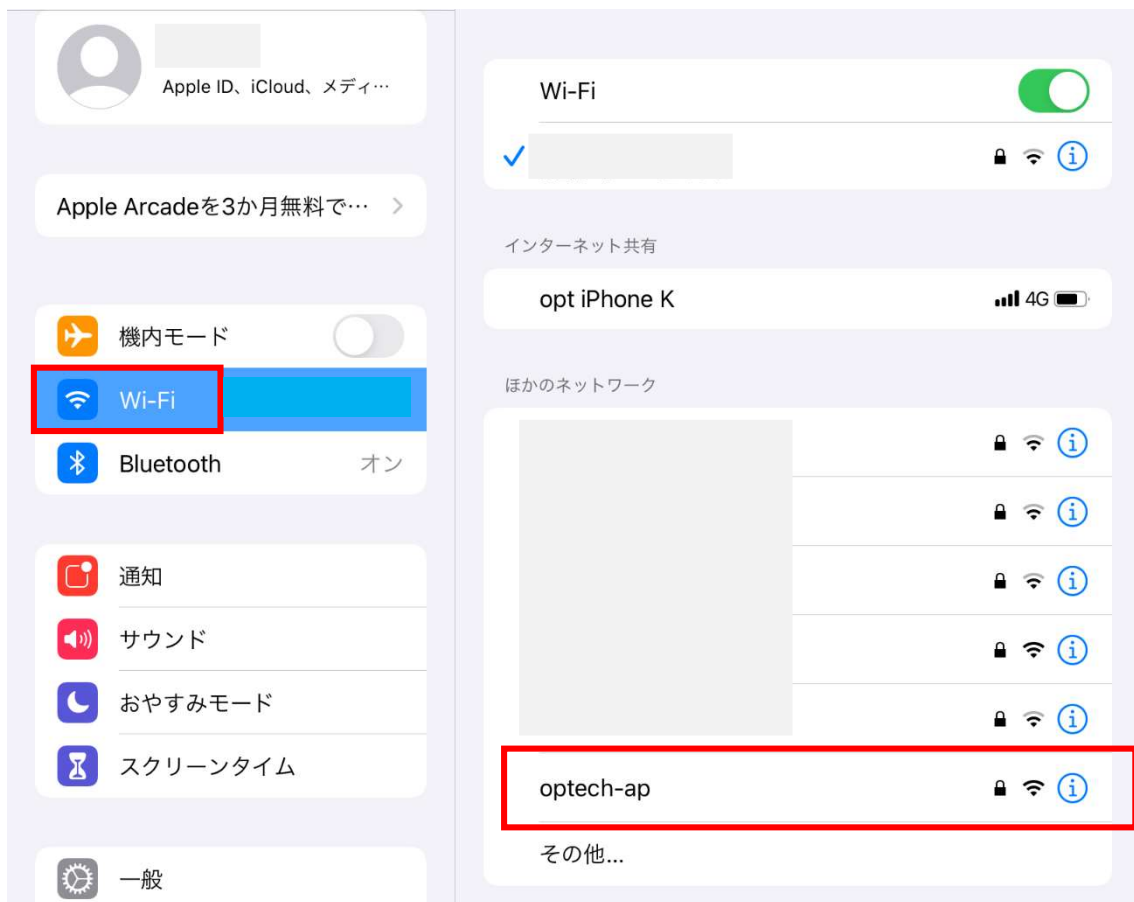 Apple ID、iCloud、メディ…
Apple Arcadeを3か月無料で…
機内モード
Wi-Fi
Bluetooth オン
通知
サウンド
おやすみモード
スクリーンタイム
一般
Wi-Fi
インターネット共有
opt iPhone K 4G
ほかのネットワーク
optech-ap
その他...